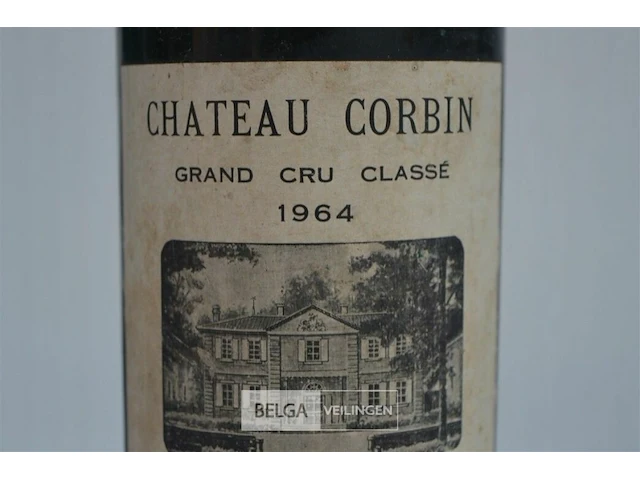 CHATEAU CORBIN
GRAND CRU CLASSÉ
1964
BELGA VEILINGEN